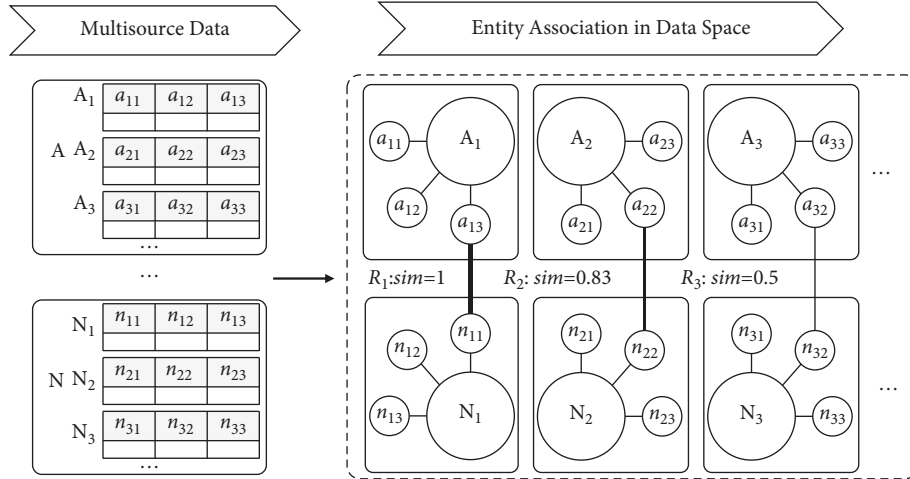 Multisource Data
Entity Association in Data Space
A₁ a₁₁ a₁₂ a₁₃
A A₂ a₂₁ a₂₂ a₂₃
A₃ a₃₁ a₃₂ a₃₃
...
...
N₁ n₁₁ n₁₂ n₁₃
N N₂ n₂₁ n₂₂ n₂₃
N₃ n₃₁ n₃₂ n₃₃
...
a₁₁ A₁
a₁₂
a₁₃
A₂ a₂₃
a₂₁ a₂₂
A₃ a₃₃
a₃₁ a₃₂
...
R₁:sim=1 R₂: sim=0.83 R₃: sim=0.5
n₁₂ n₁₁
n₁₃ N₁
n₂₁ n₂₂
N₂ n₂₃
n₃₁ n₃₂
N₃ n₃₃
...